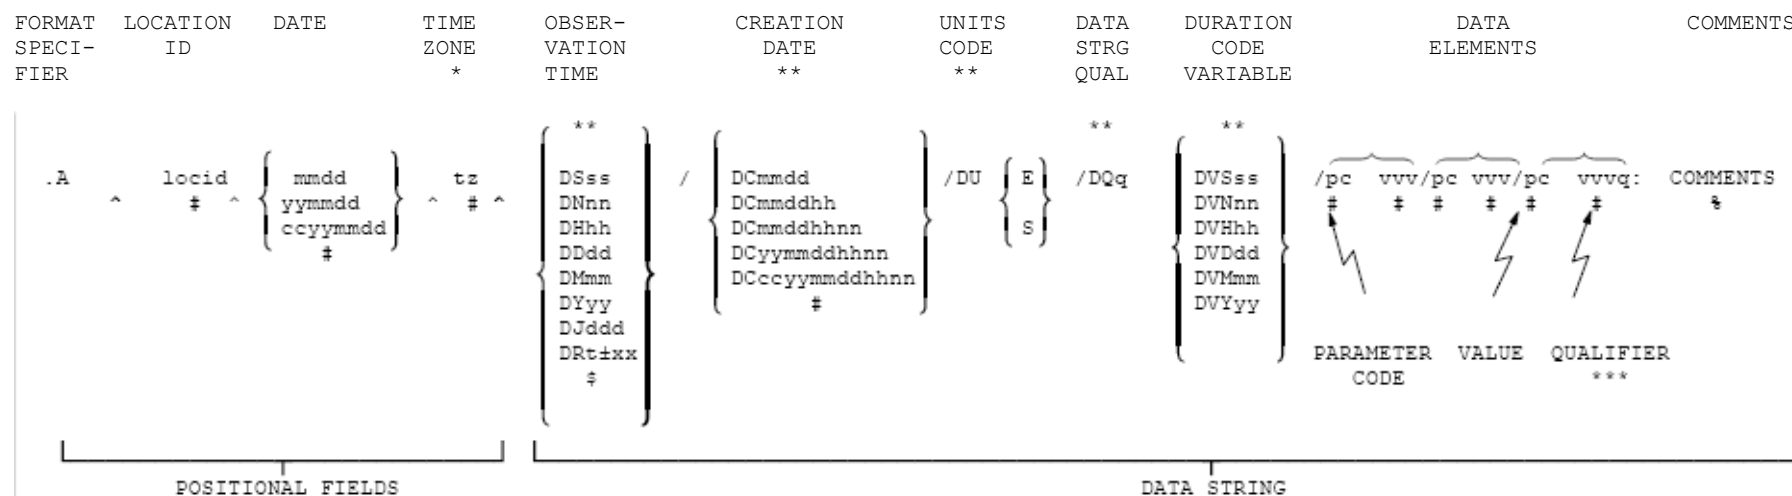 FORMAT LOCATION DATE TIME OBSER- CREATION UNITS DATA DURATION DATA COMMENTS
SPECI- ID ZONE VATION DATE CODE STRG CODE ELEMENTS
FIER * TIME ** ** QUAL VARIABLE
** ** **
.A locid mmdd tz DSss / DCmmdd /DU E /DQq DVSss /pc vvv/pc vvv/pc vvvq: COMMENTS
^ # ^ yymmdd ^ # ^ DNnn DCmmddhh DVNnn # # # # # # %
ccyymmdd DHhh DCmmddhhnn S DVHhh
# DDdd DCyymmddhhnn DVDdd
DMmm DCccyymmddhhnn DVMmm
DYyy # DVYyy
DJddd
DRt±xx PARAMETER VALUE QUALIFIER
$ CODE ***
POSITIONAL FIELDS DATA STRING